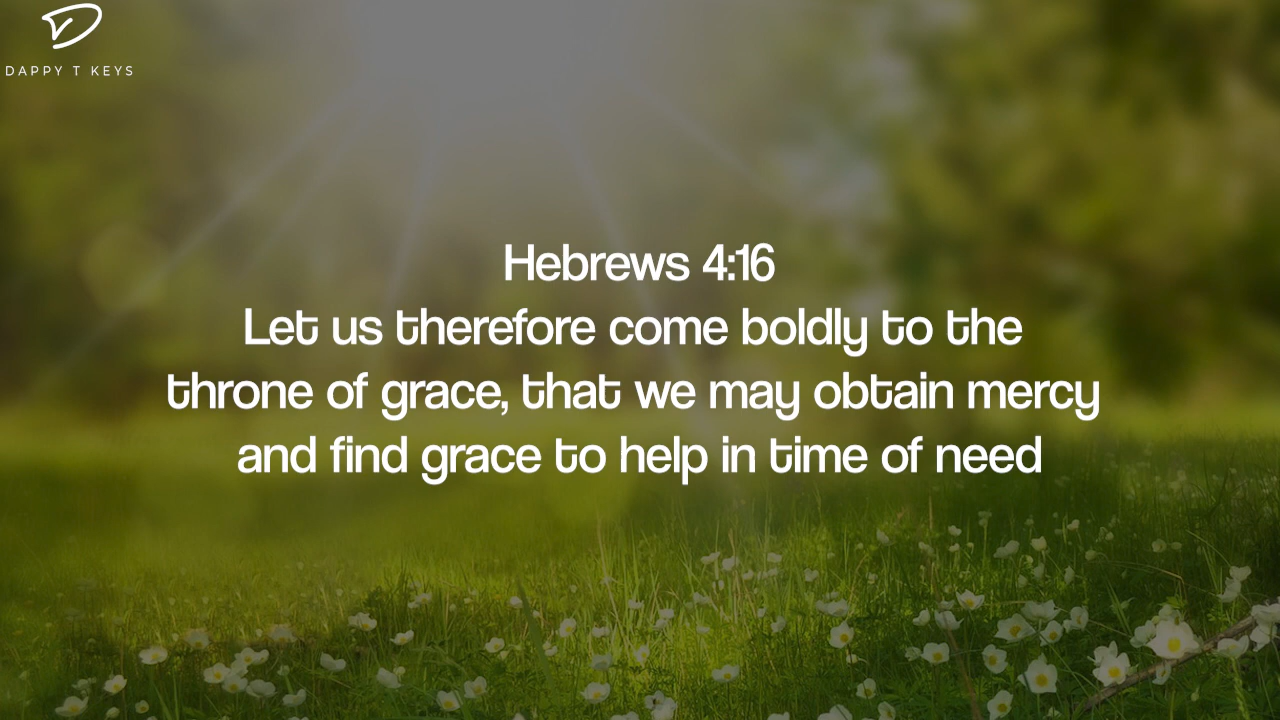 DAPPY T KEYS
Hebrews 4:16
Let us therefore come boldly to the
throne of grace, that we may obtain mercy
and find grace to help in time of need